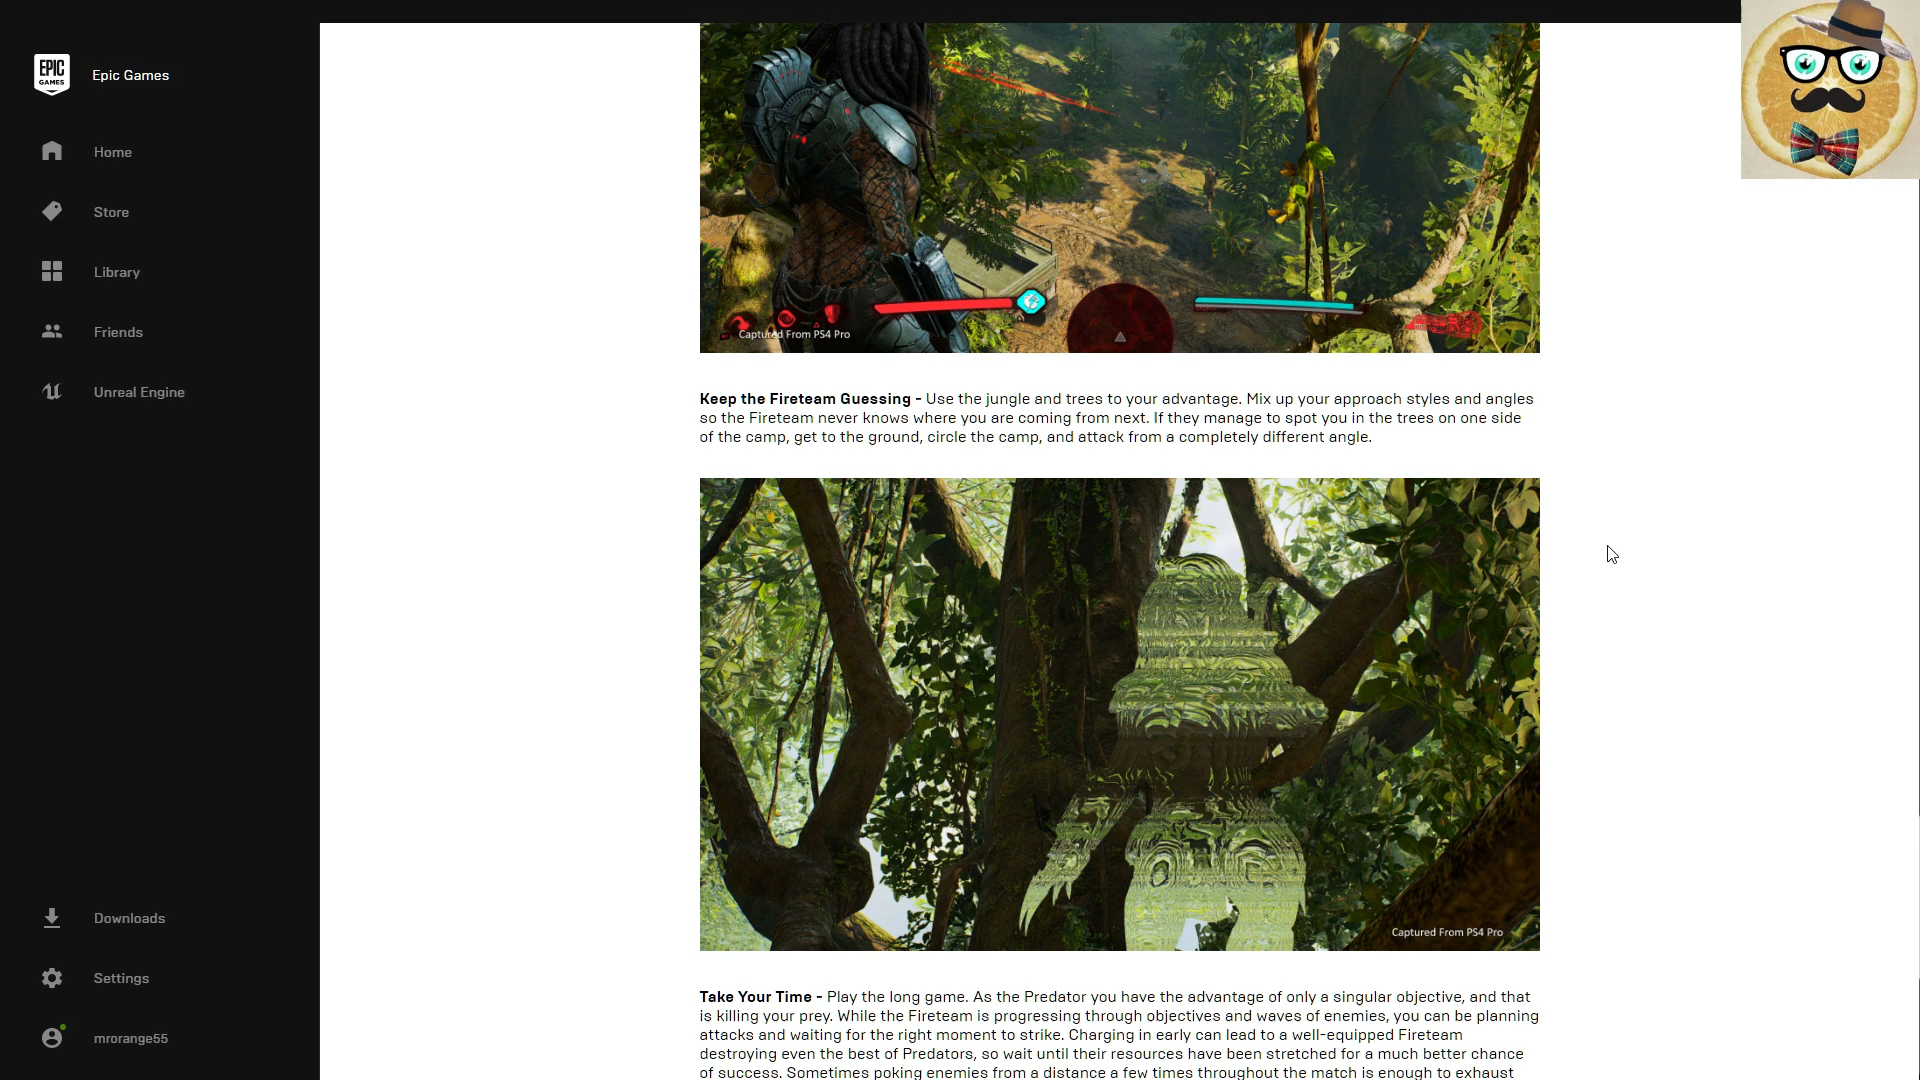 EPIC
GAMES
Epic Games
Home
Store
Library
Friends
Unreal Engine
Downloads
Settings
mrorange55
Captured From PS4 Pro
Keep the Fireteam Guessing - Use the jungle and trees to your advantage. Mix up your approach styles and angles
so the Fireteam never knows where you are coming from next. If they manage to spot you in the trees on one side
of the camp, get to the ground, circle the camp, and attack from a completely different angle.
Captured From PS4 Pro
Take Your Time - Play the long game. As the Predator you have the advantage of only a singular objective, and that
is killing your prey. While the Fireteam is progressing through objectives and waves of enemies, you can be planning
attacks and waiting for the right moment to strike. Charging in early can lead to a well-equipped Fireteam
destroying even the best of Predators, so wait until their resources have been stretched for a much better chance
of success. Sometimes poking enemies from a distance a few times throughout the match is enough to exhaust